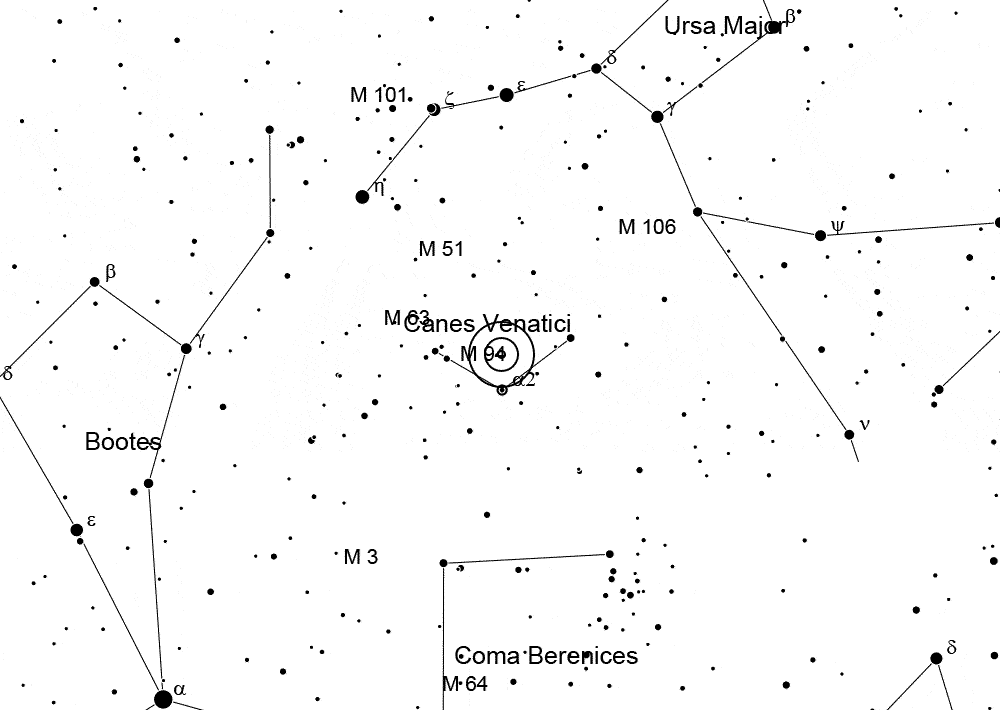 Ursa Major
β
δ
ε
M 101
ζ
γ
η
M 106
ψ
M 51
β
M 63
Canes Venatici
γ
M 94
δ
α2
ν
Bootes
ε
M 3
Coma Berenices
δ
M 64
α